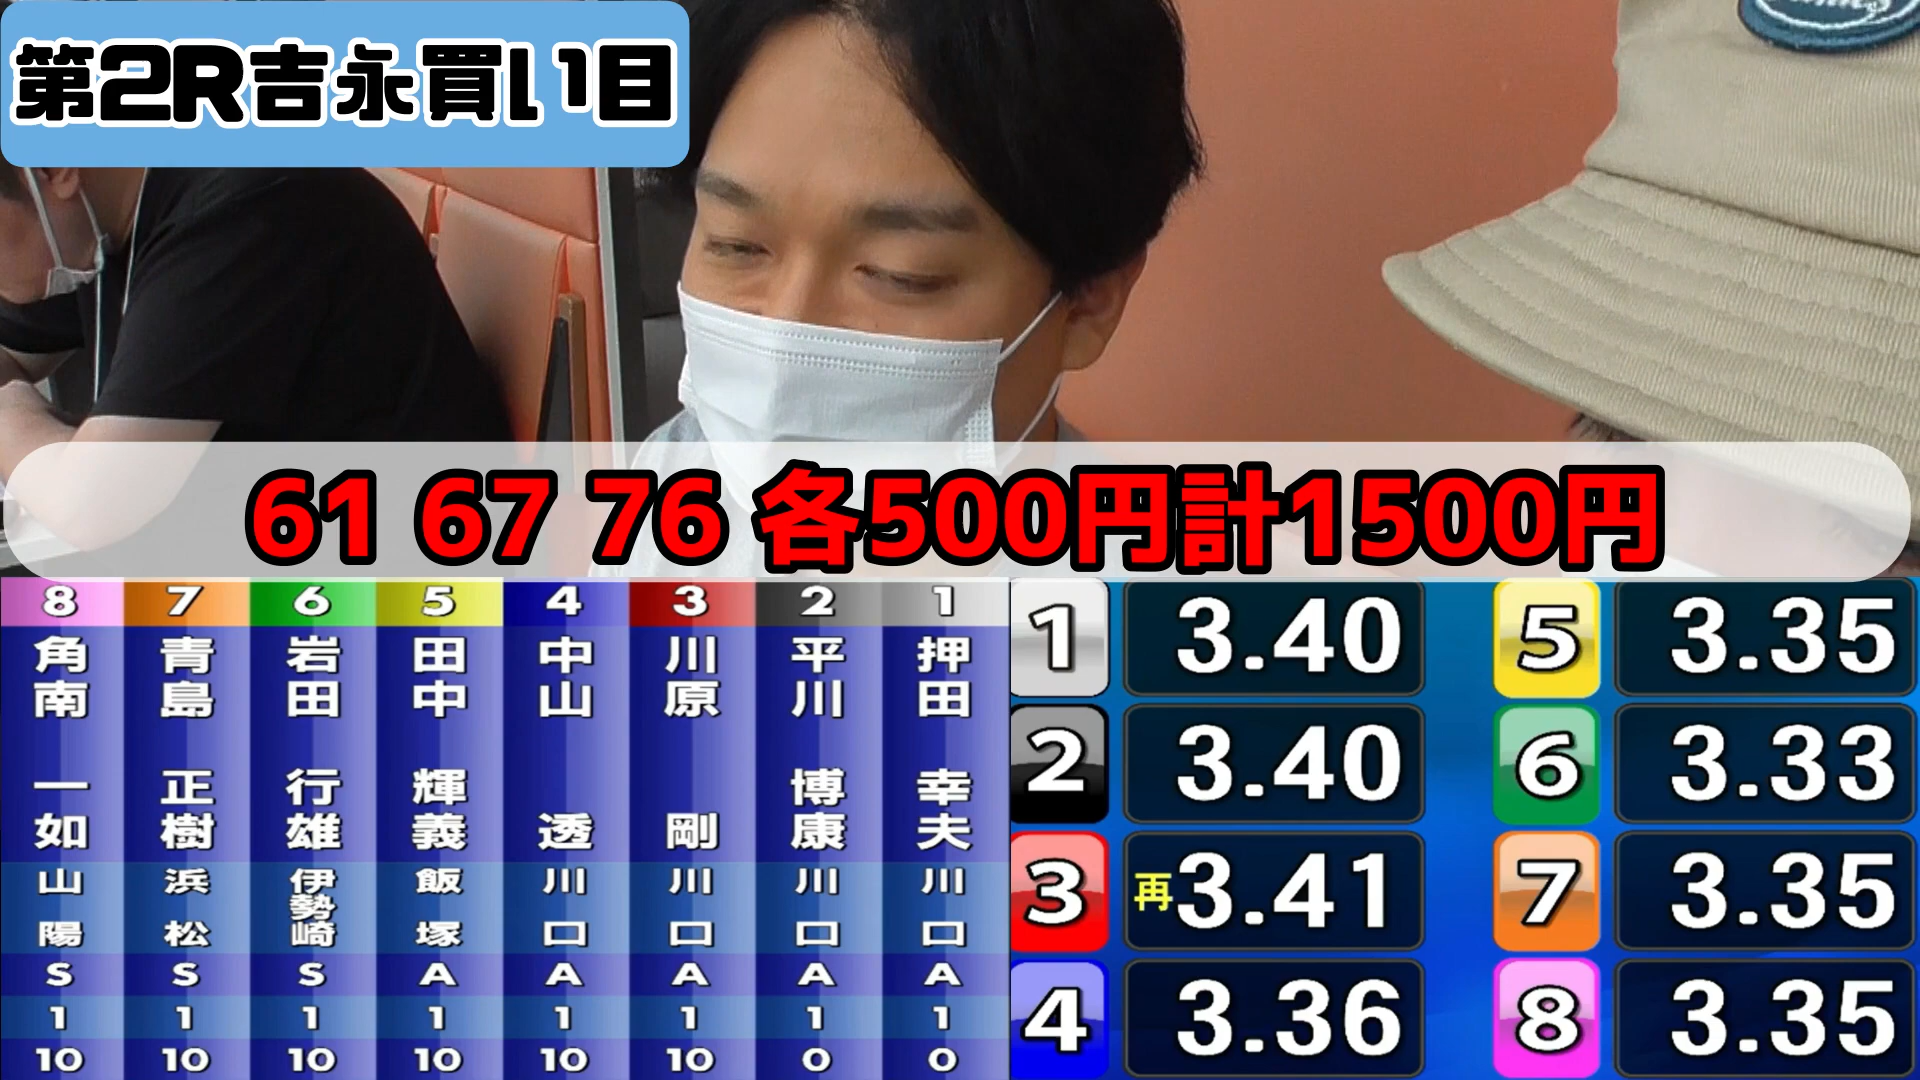 第2R吉永買い目
61 67 76 各500円計1500円
8 7 6 5 4 3 2 1
角南 一如 青島 正樹 岩田 行雄 田中 輝義 中山 透 川原 剛 平川 博康 押田 幸夫
山陽 浜松 伊勢崎 飯塚 川口 川口 川口 川口
S S S A A A A A
1 1 1 1 1 1 1 1
10 10 10 10 10 10 0 0
1 3.40 5 3.35
2 3.40 6 3.33
3 再3.41 7 3.35
4 3.36 8 3.35